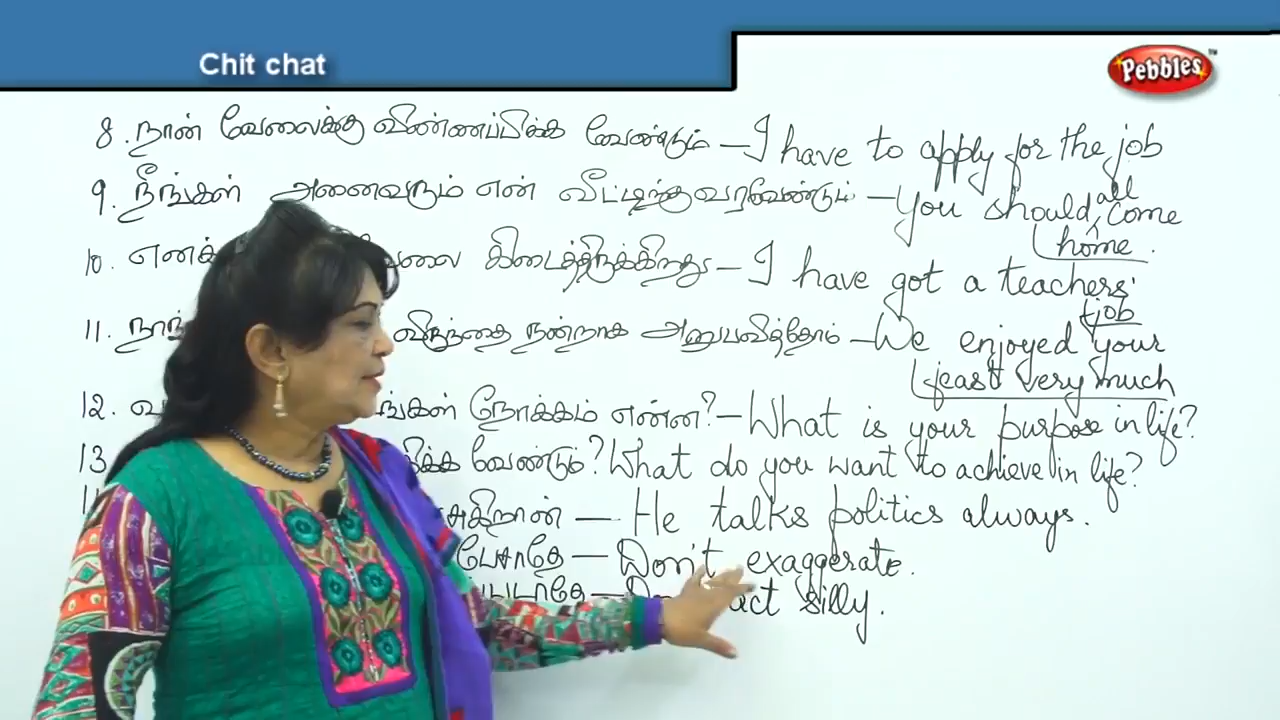 Chit chat
Pebbles
TM
8. நான் வேலைக்கு விண்ணப்பிக்க வேண்டும் – I have to apply for the job
9. நீங்கள் அனைவரும் என் வீட்டிற்கு வரவேண்டும் – You should, all come
home.
10. வேலை கிடைத்திருக்கிறது – I have got a teachers'
job
11. விருந்தை நன்றாக அனுபவித்தோம் – We enjoyed your
feast very much
12. நோக்கம் என்ன? – What is your purpose in life?
13. வேண்டும்? What do you want to achieve in life?
– He talks politics always.
பேசாதே – Don't exaggerate.
– act silly.